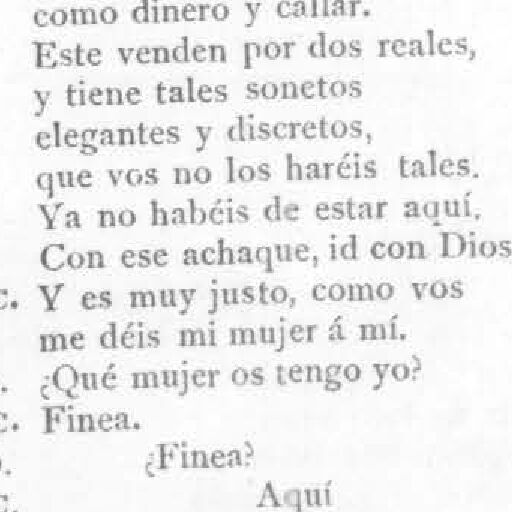 como dinero y callar.
Este venden por dos reales,
y tiene tales sonetos
elegantes y discretos,
que vos no los haréis tales.
Ya no habéis de estar aquí.
Con ese achaque, id con Dios
c. Y es muy justo, como vos
me déis mi mujer á mí.
. ¿Qué mujer os tengo yo?
c. Finea.
. ¿Finea?
c. Aquí